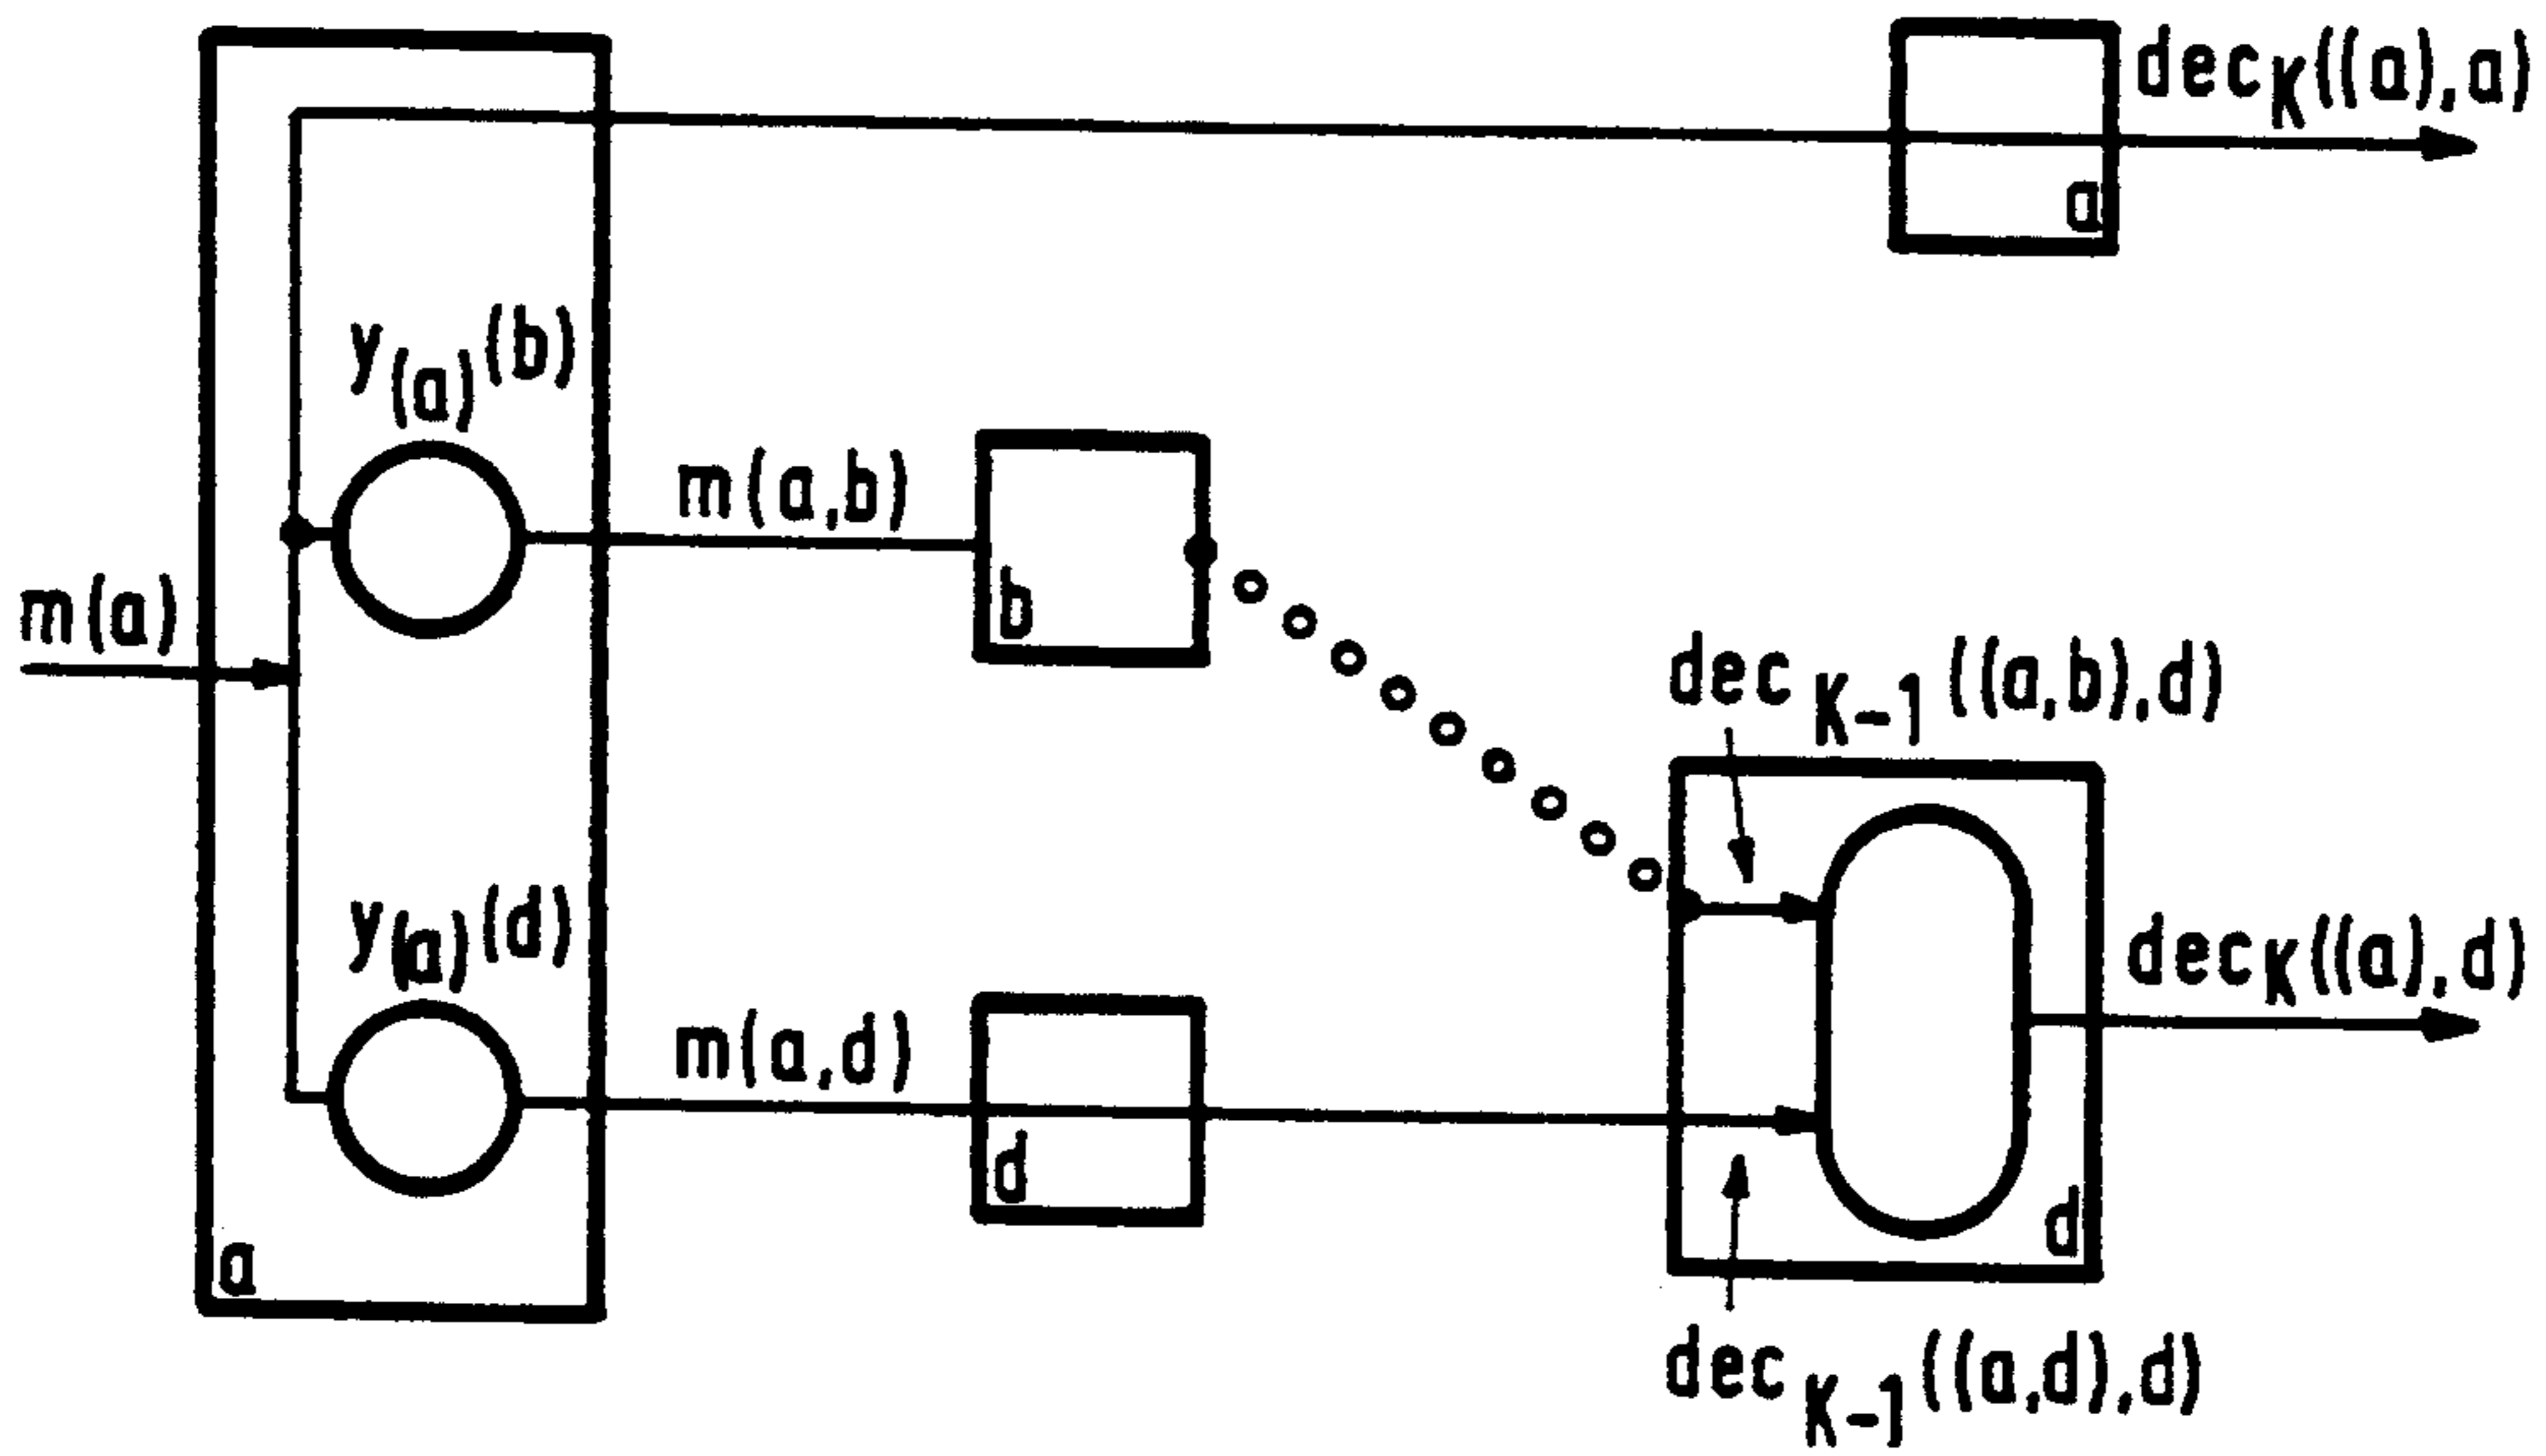 dec_K((a),a)
a
y_(a)(b)
m(a,b)
b
m(a)
dec_K-1((a,b),d)
y_(a)(d)
m(a,d)
d
dec_K((a),d)
d
a
dec_K-1((a,d),d)